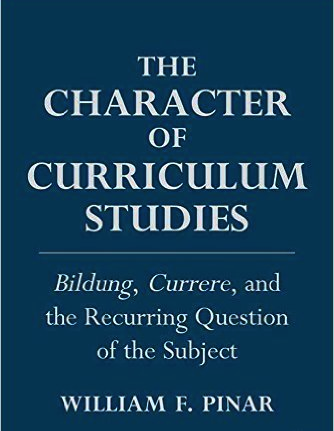 THE
CHARACTER
OF
CURRICULUM
STUDIES
Bildung, Currere, and
the Recurring Question
of the Subject
WILLIAM F. PINAR